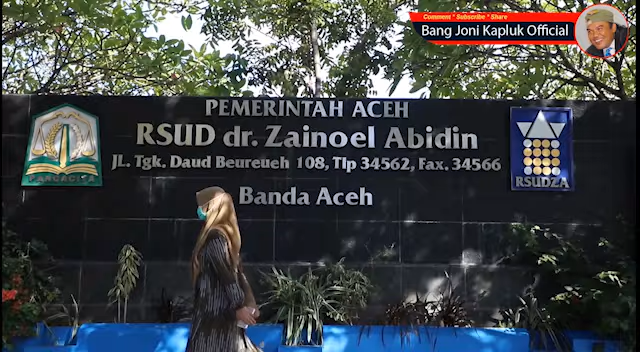 Comment * Subscribe * Share
Bang Joni Kapluk Official
PEMERINTAH ACEH
RSUD dr. Zainoel Abidin
JL. Tgk. Daud Beureueh 108, Tlp 34562, Fax. 34566
Banda Aceh
PANCACITA
RSUDZA